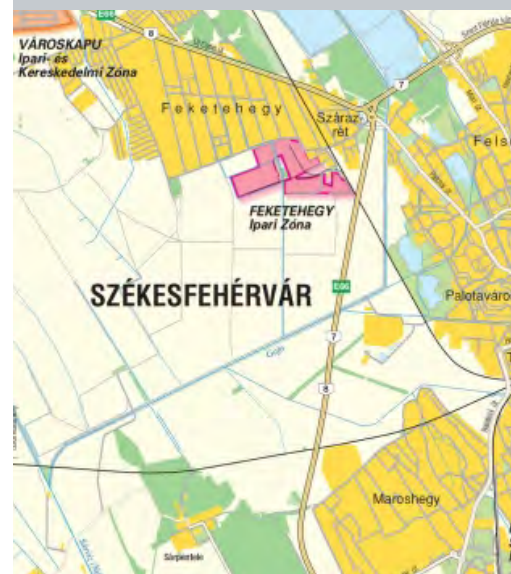 E66
8
VÁROSKAPU
Ipari- és
Kereskedelmi Zóna
7
Feketehegy
Száraz-
rét
Fels
FEKETEHEGY
Ipari Zóna
SZÉKESFEHÉRVÁR
E66
Palotaváro
7
8
Maroshegy
Sárpentele